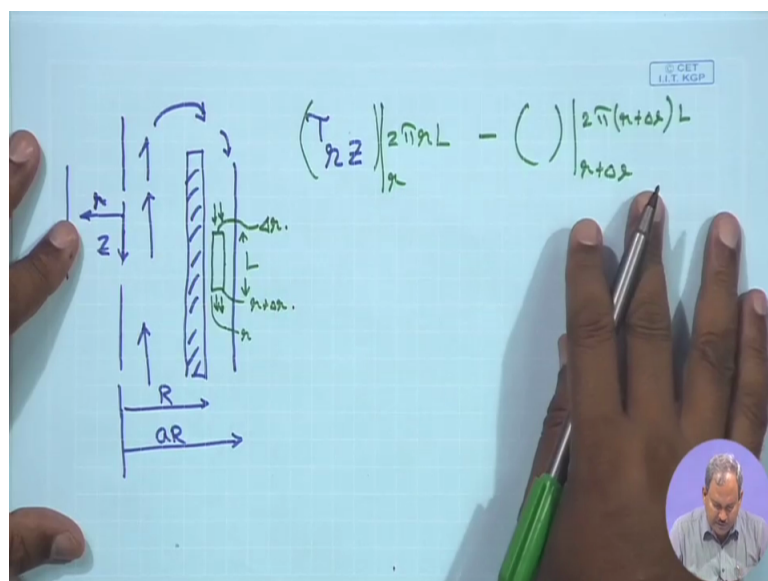 © CET
I.I.T. KGP
(τrz)|r 2πrL − ( )|r+Δr 2π(r+Δr)L
r
z
Δr.
L
r+Δr.
r
R
aR